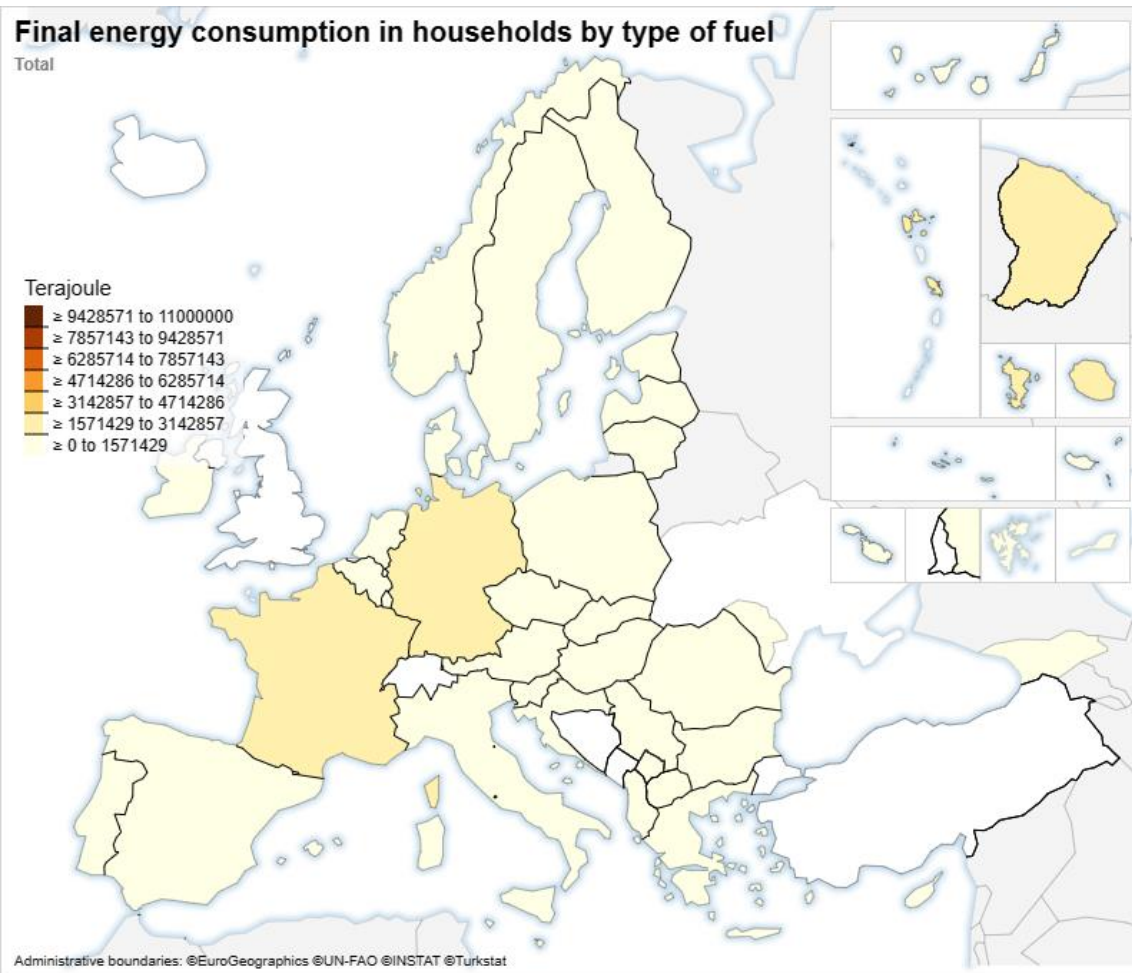 Final energy consumption in households by type of fuel
Total
Terajoule
≥ 9428571 to 11000000
≥ 7857143 to 9428571
≥ 6285714 to 7857143
≥ 4714286 to 6285714
≥ 3142857 to 4714286
≥ 1571429 to 3142857
≥ 0 to 1571429
Administrative boundaries: ©EuroGeographics ©UN-FAO ©INSTAT ©Turkstat